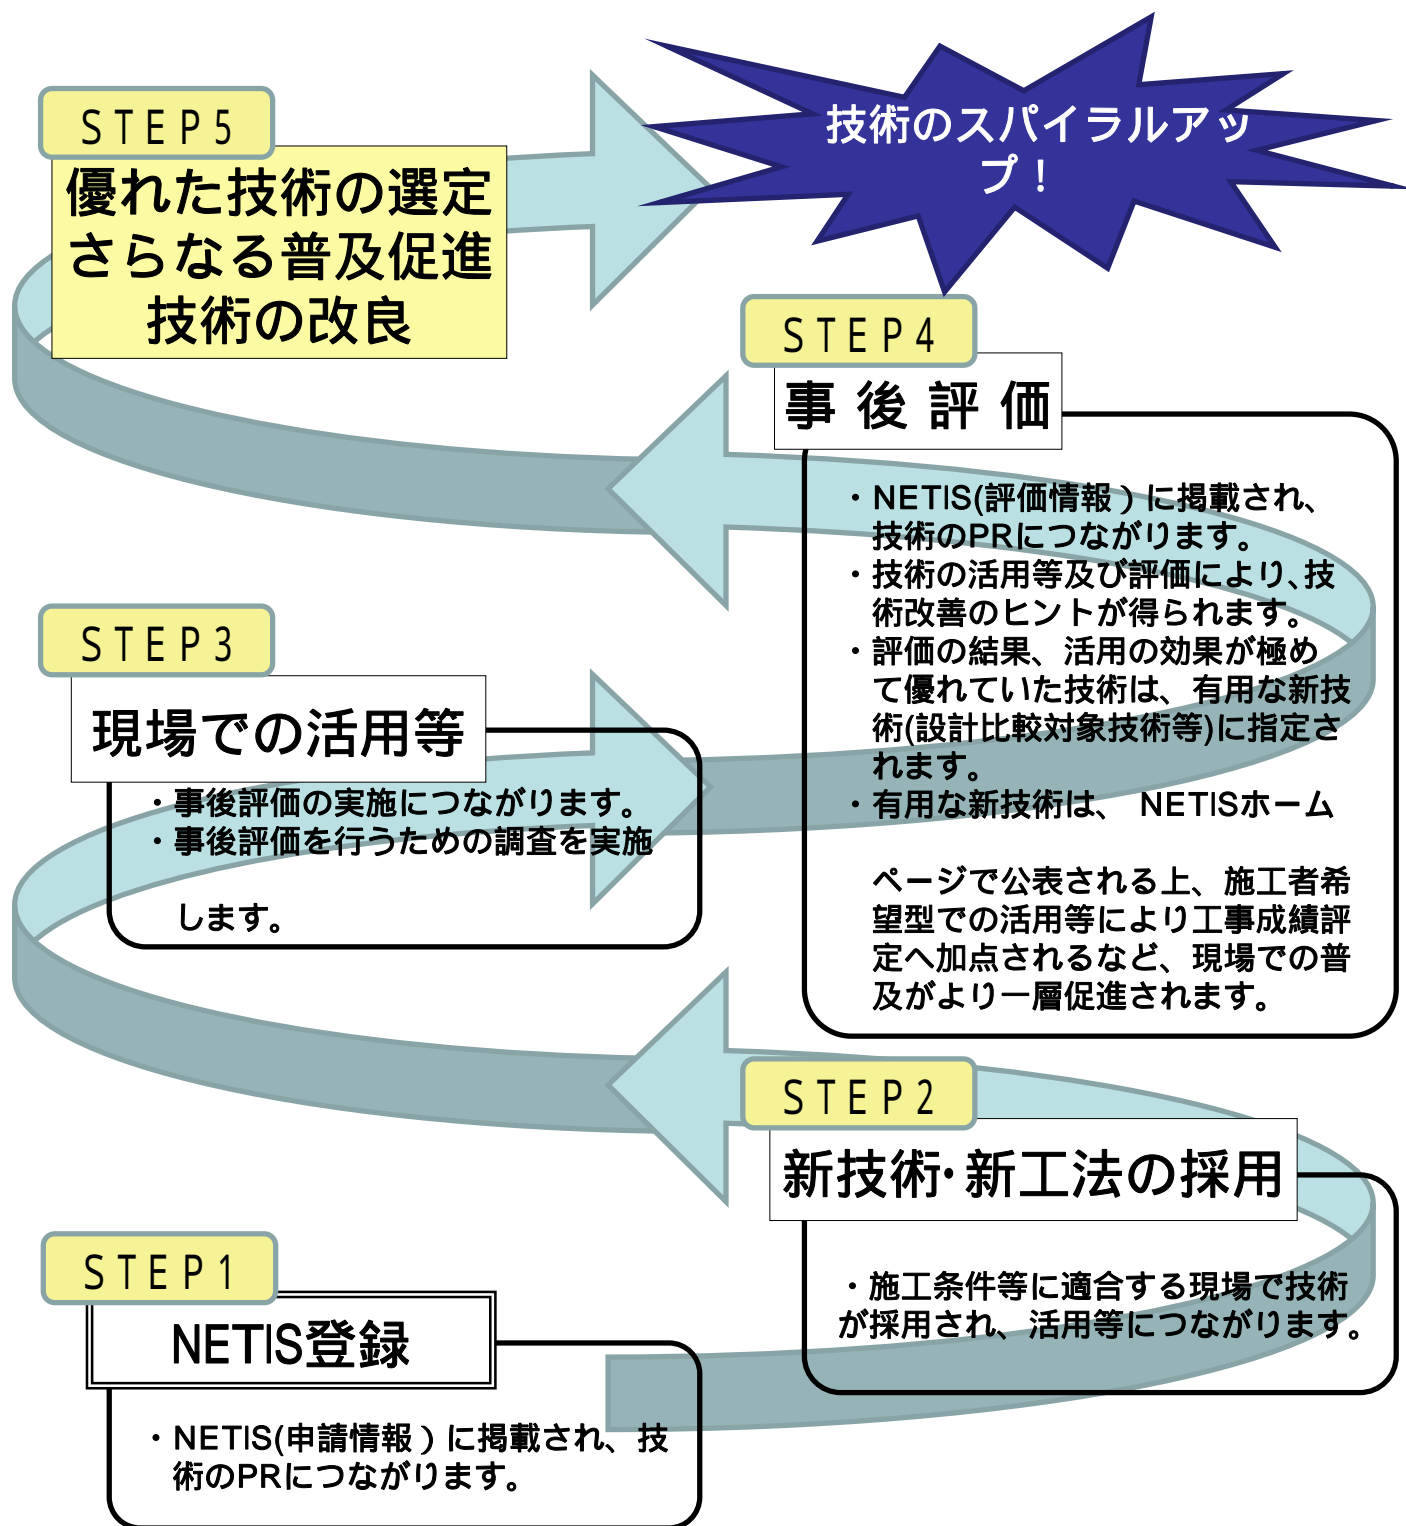 技術のスパイラルアッ
プ！
ＳＴＥＰ５
優れた技術の選定
さらなる普及促進
技術の改良
ＳＴＥＰ４
事 後 評 価
・NETIS(評価情報）に掲載され、
技術のPRにつながります。
・技術の活用等及び評価により、技
術改善のヒントが得られます。
・評価の結果、活用の効果が極め
て優れていた技術は、有用な新技
術(設計比較対象技術等)に指定さ
れます。
・有用な新技術は、 NETISホーム
ページで公表される上、施工者希
望型での活用等により工事成績評
定へ加点されるなど、現場での普
及がより一層促進されます。
ＳＴＥＰ３
現場での活用等
・事後評価の実施につながります。
・事後評価を行うための調査を実施
します。
ＳＴＥＰ２
新技術・新工法の採用
・施工条件等に適合する現場で技術
が採用され、活用等につながります。
ＳＴＥＰ１
NETIS登録
・NETIS(申請情報）に掲載され、技
術のPRにつながります。